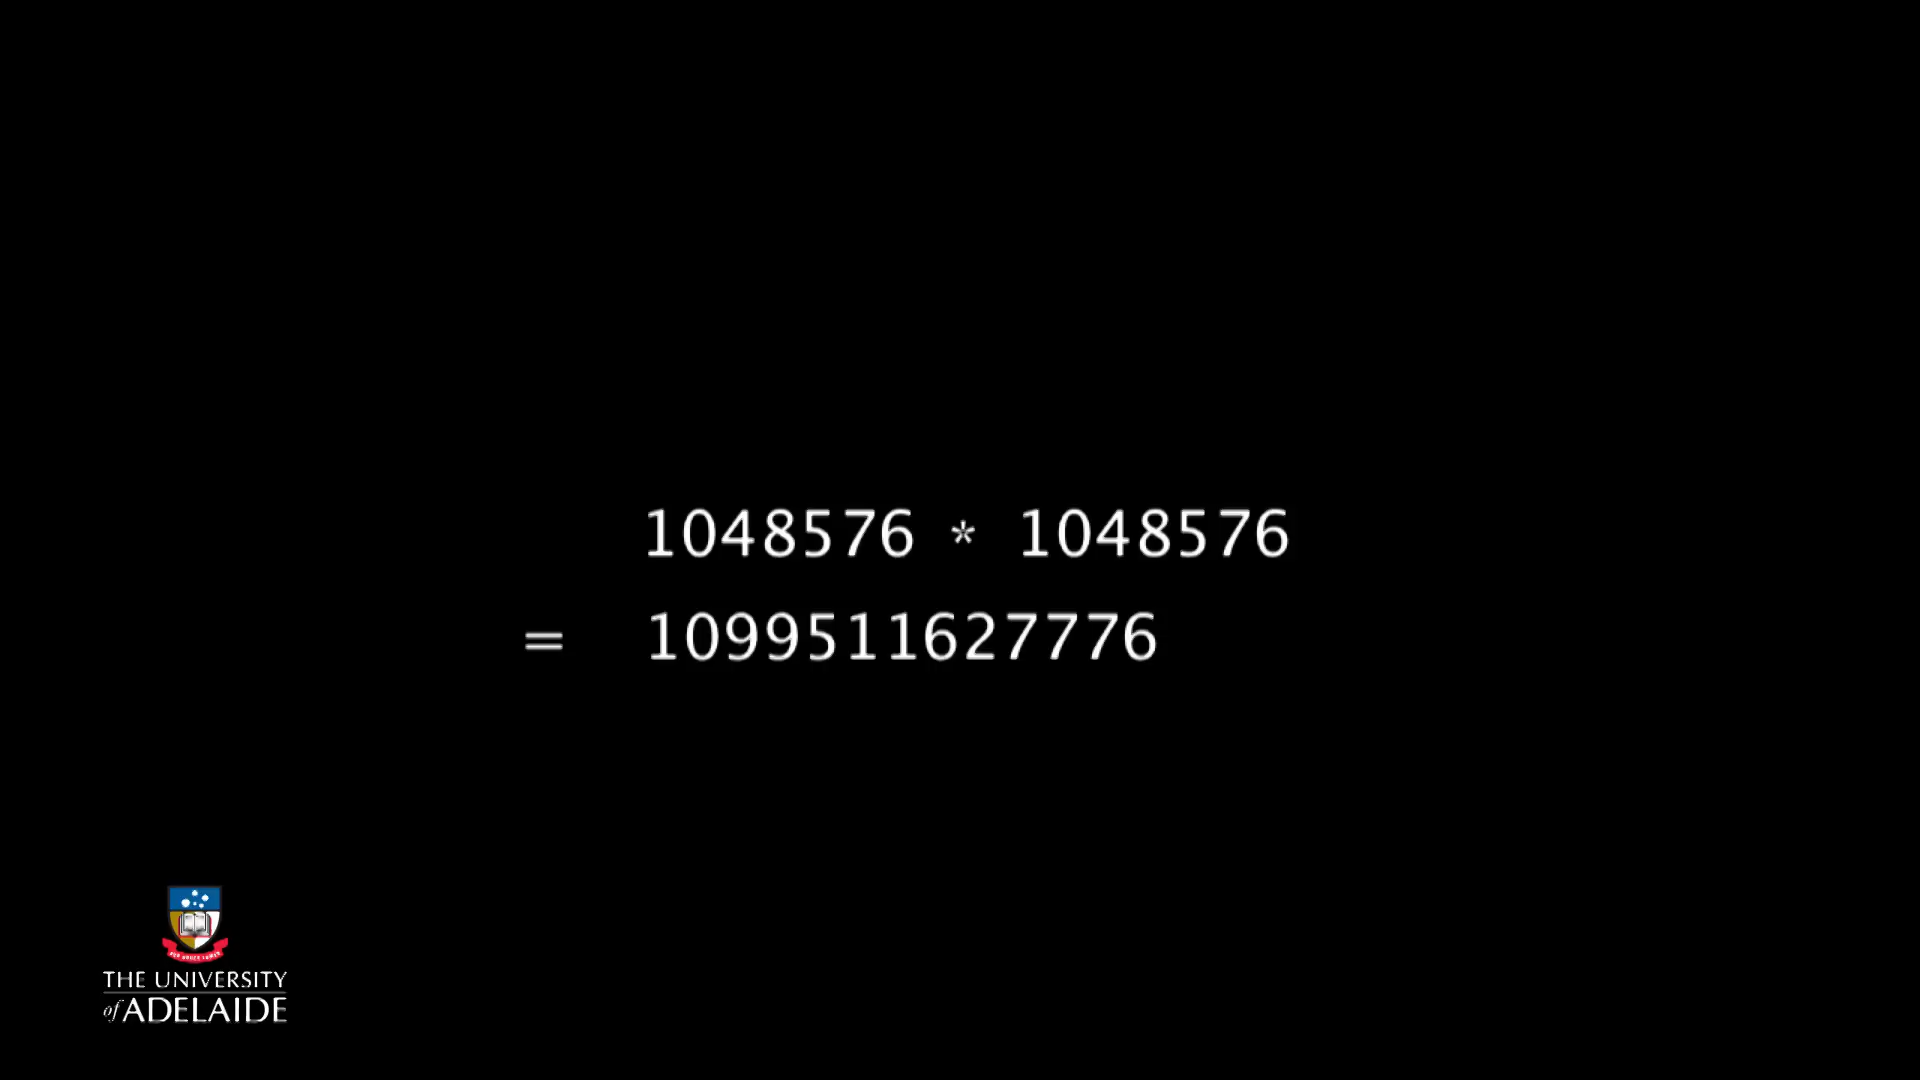 1048576 * 1048576
= 1099511627776
THE UNIVERSITY
of ADELAIDE